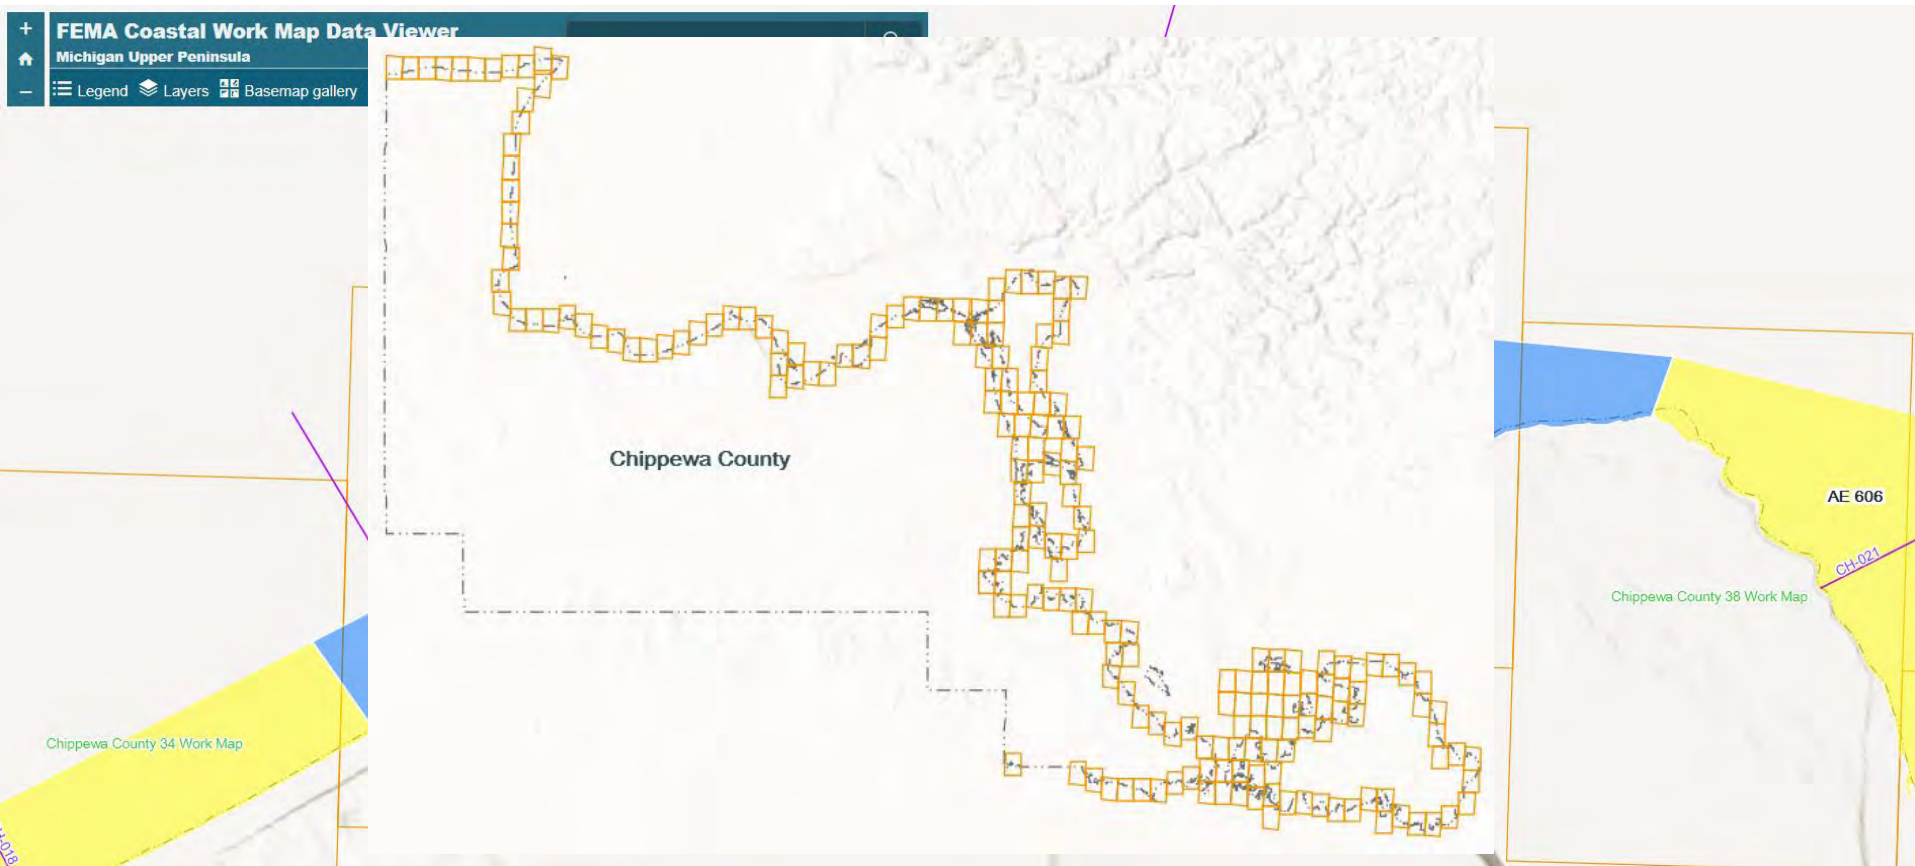 FEMA Coastal Work Map Data Viewer
Michigan Upper Peninsula
Legend Layers Basemap gallery
Chippewa County
AE 606
CH-021
Chippewa County 38 Work Map
Chippewa County 34 Work Map
-018